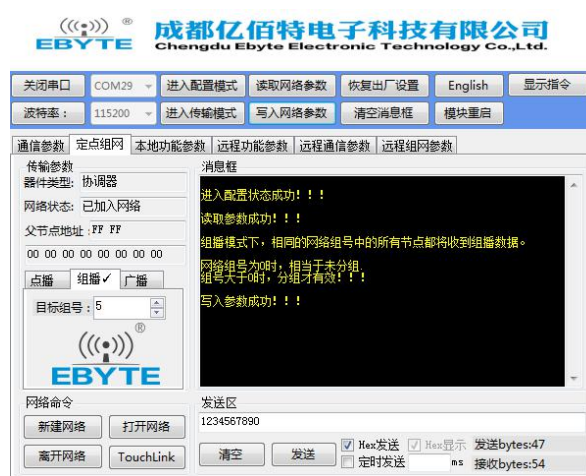 EBYTE ®
成都亿佰特电子科技有限公司
Chengdu Ebyte Electronic Technology Co.,Ltd.
关闭串口 COM29 进入配置模式 读取网络参数 恢复出厂设置 English 显示指令
波特率： 115200 进入传输模式 写入网络参数 清空消息框 模块重启
通信参数 定点组网 本地功能参数 远程功能参数 远程通信参数 远程组网参数
传输参数
器件类型: 协调器
网络状态: 已加入网络
父节点地址: FF FF
00 00 00 00 00 00 00 00
点播 组播✓ 广播
目标组号: 5
®
EBYTE
消息框
进入配置状态成功！！！
读取参数成功！！！
组播模式下，相同的网络组号中的所有节点都将收到组播数据。
网络组号为0时，相当于未分组,
组号大于0时，分组才有效！！！
写入参数成功！！！
网络命令
新建网络 打开网络
离开网络 TouchLink
发送区
1234567890
清空 发送
Hex发送 Hex显示 发送bytes:47
定时发送 ms 接收bytes:54